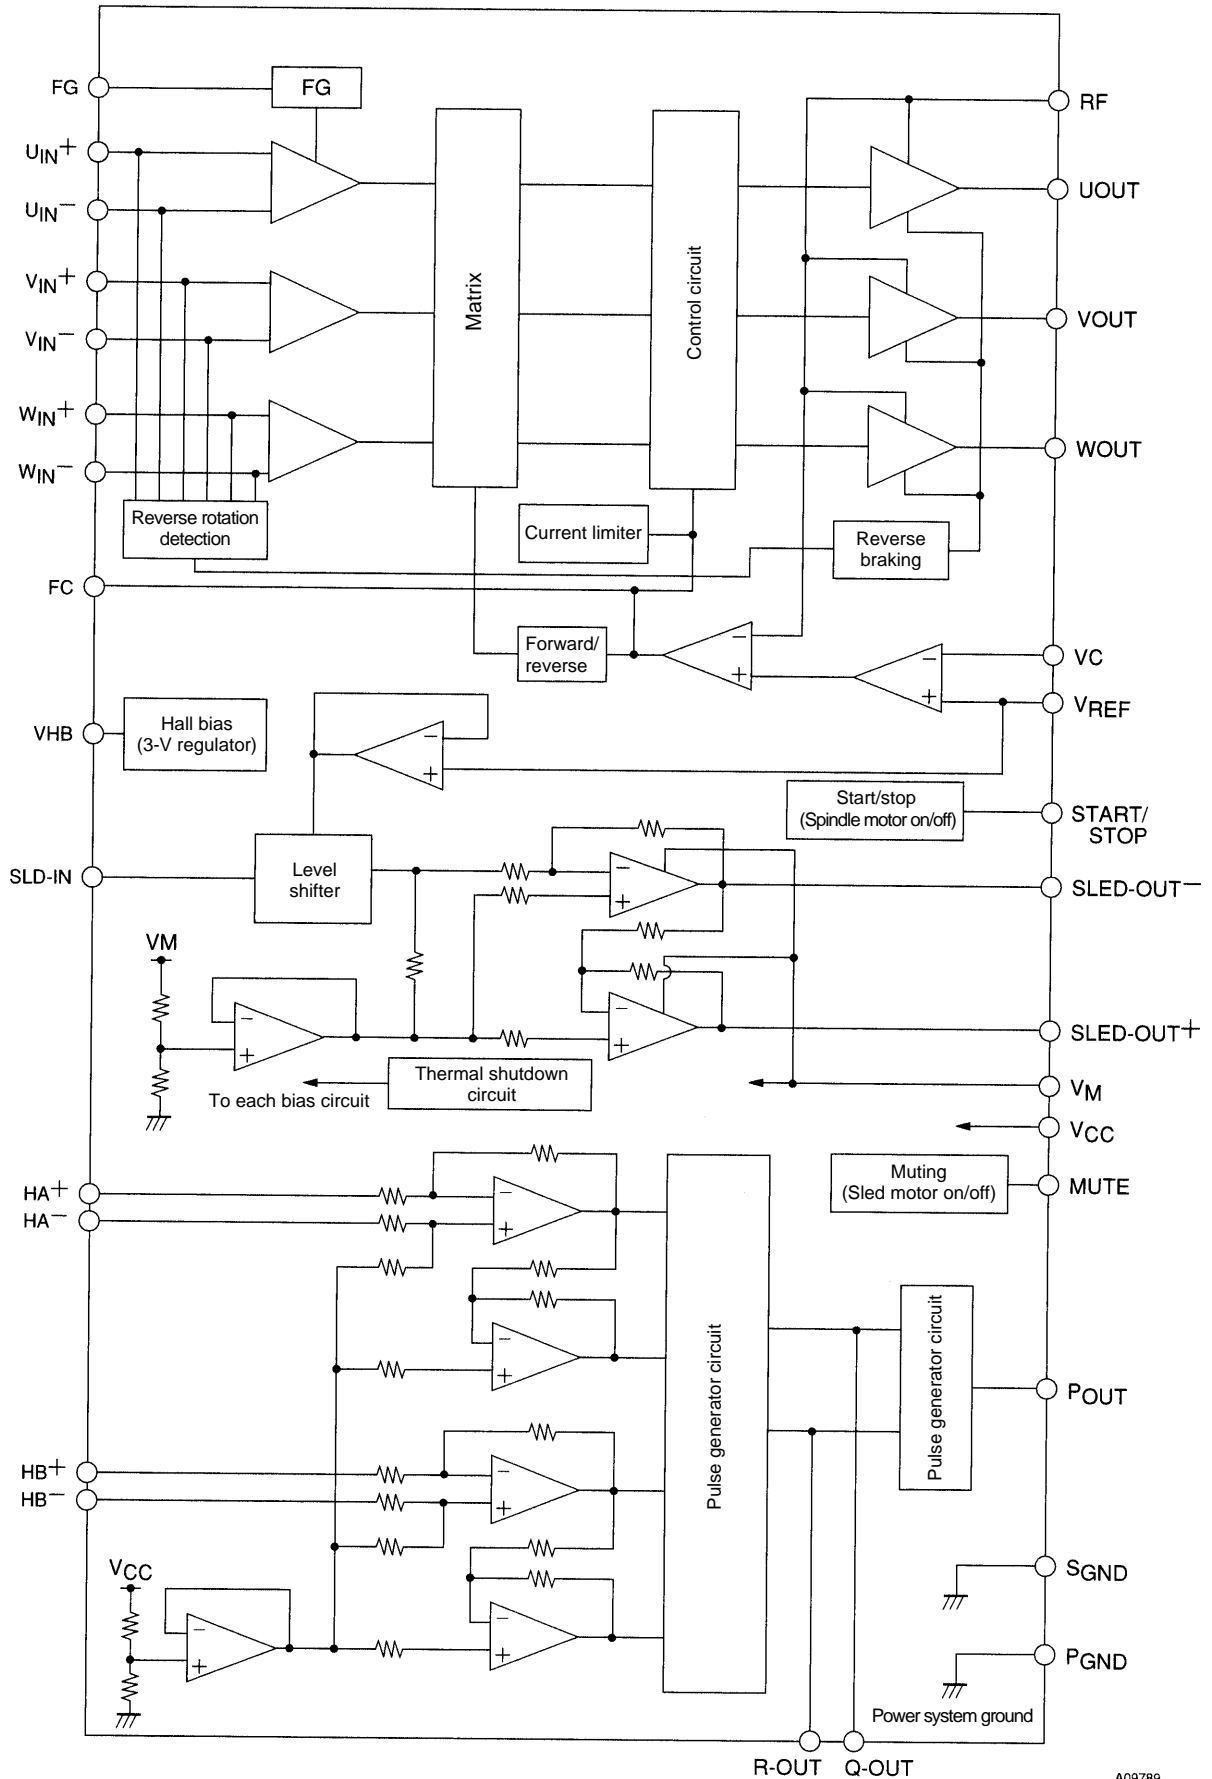 FG
FG
RF
UIN+
UIN−
UOUT
VIN+
VIN−
Matrix
Control circuit
VOUT
WIN+
WIN−
WOUT
Reverse rotation
detection
Current limiter
Reverse
braking
FC
Forward/
reverse
−
+
−
+
VC
VREF
VHB
Hall bias
(3-V regulator)
−
+
Start/stop
(Spindle motor on/off)
START/
STOP
SLD-IN
Level
shifter
−
+
SLED-OUT−
VM
−
+
−
+
SLED-OUT+
Thermal shutdown
circuit
To each bias circuit
VM
VCC
Muting
(Sled motor on/off)
MUTE
HA+
HA−
−
+
−
+
Pulse generator circuit
Pulse generator circuit
POUT
HB+
HB−
−
+
VCC
−
+
−
+
SGND
PGND
Power system ground
R-OUT
Q-OUT
A09789